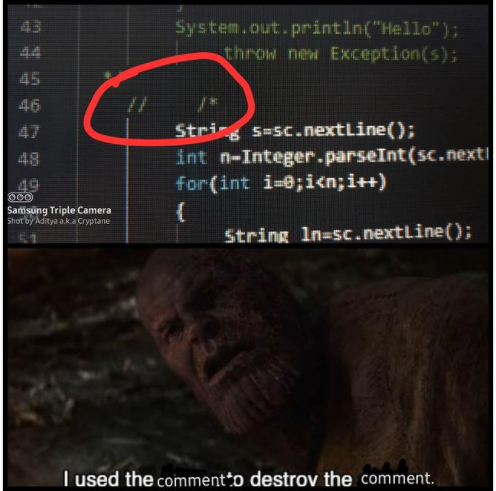 43 System.out.println("Hello");
44 throw new Exception(s);
45 */
46 // /*
47 String s=sc.nextLine();
48 int n=Integer.parseInt(sc.nextl
49 for(int i=0;i<n;i++)
{
51 String ln=sc.nextLine();
Samsung Triple Camera
Shot by Aditya a.k.a Cryptane
I used the comment to destroy the comment.